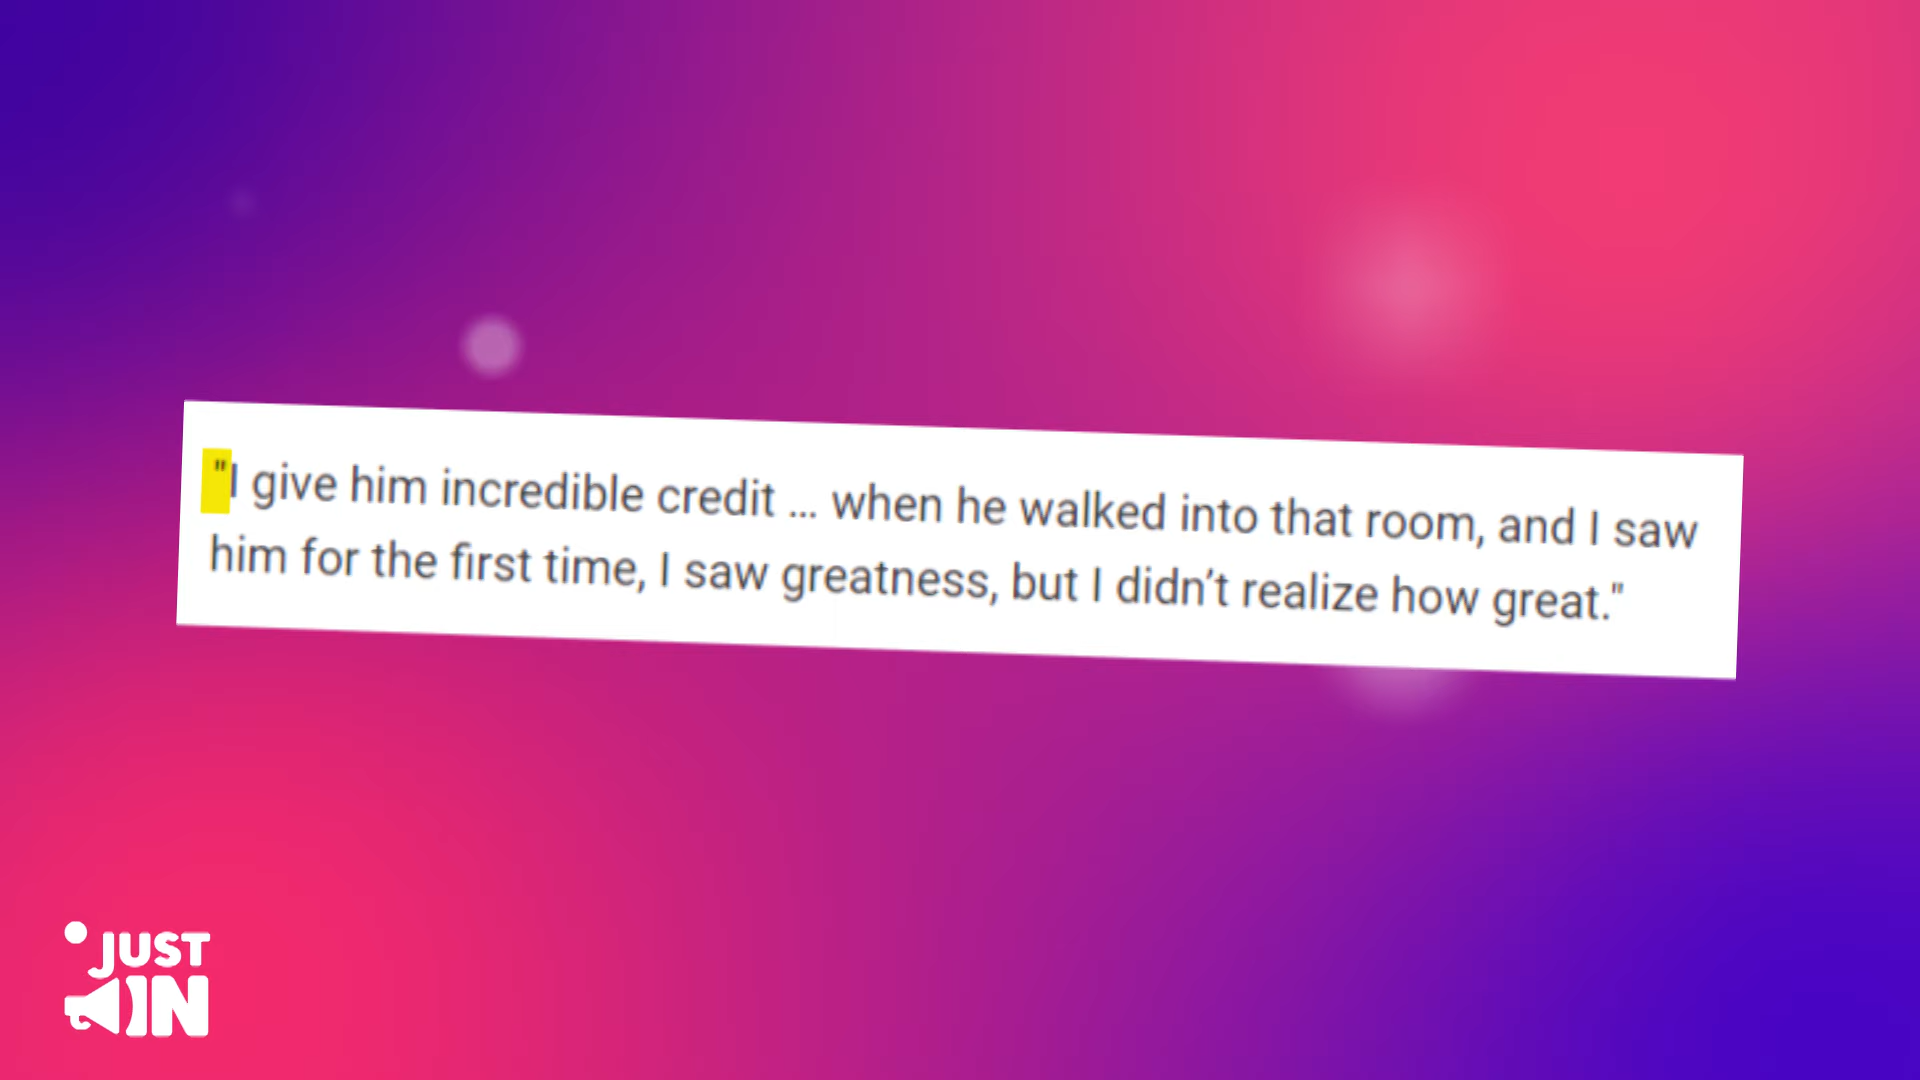 "I give him incredible credit ... when he walked into that room, and I saw
him for the first time, I saw greatness, but I didn’t realize how great."
JUST
IN